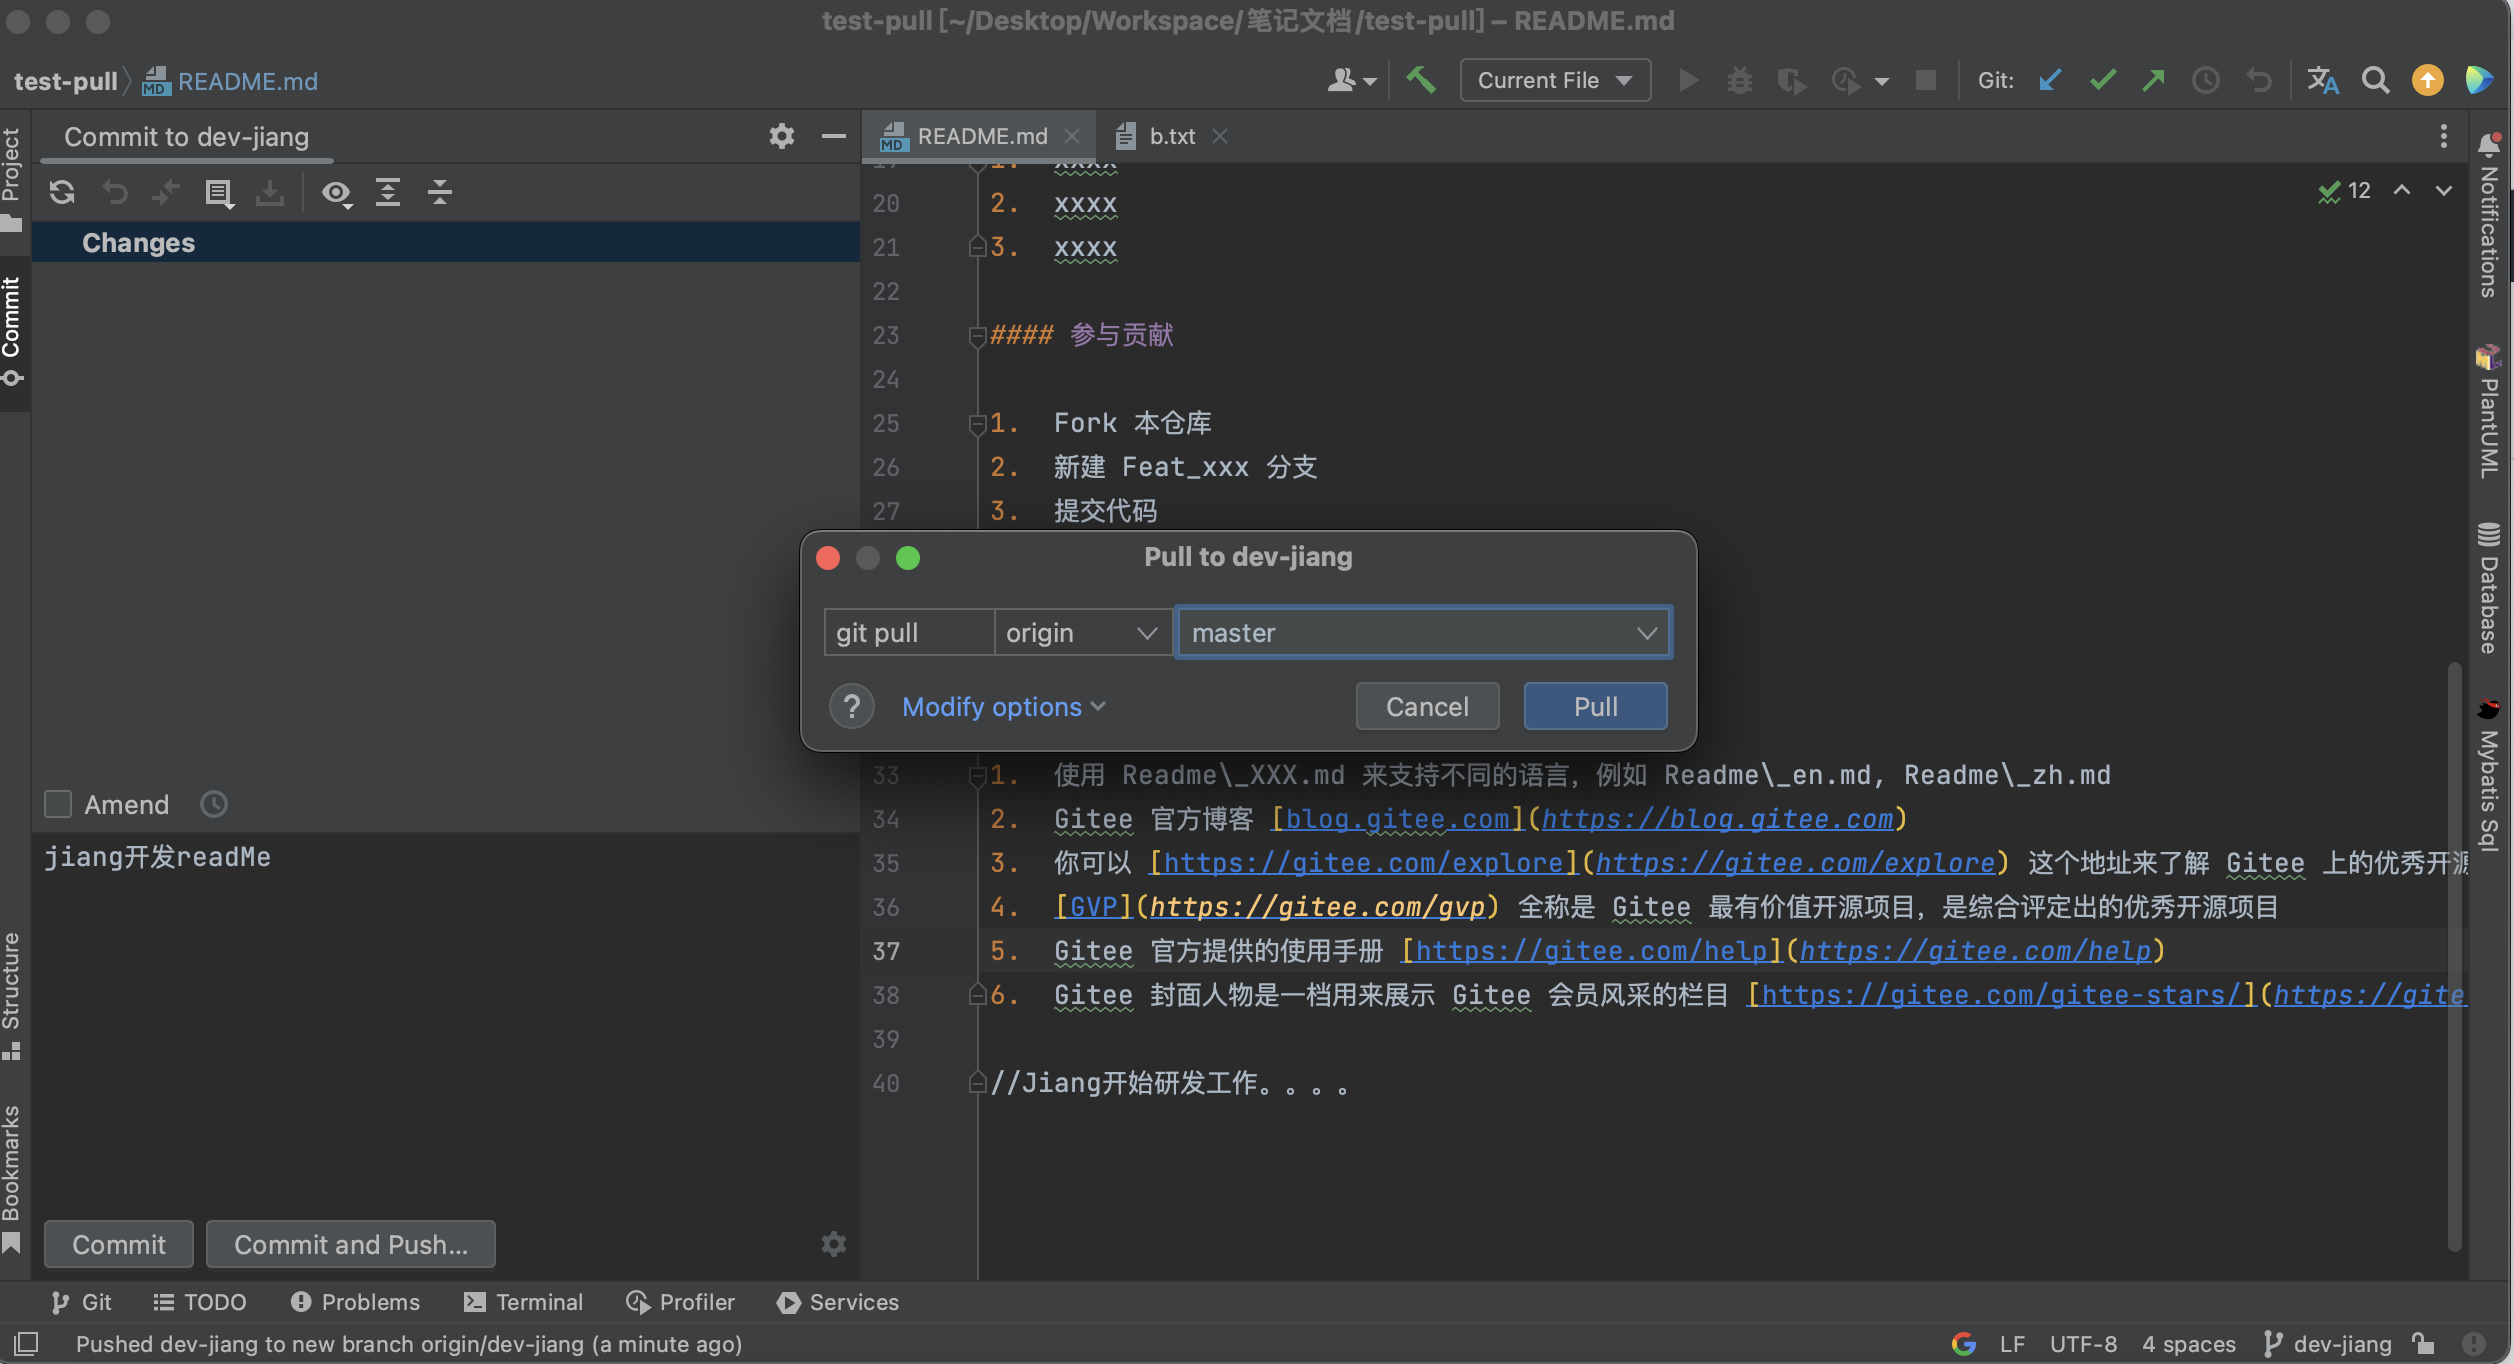 test-pull [~/Desktop/Workspace/笔记文档/test-pull] – README.md
test-pull README.md
Current File
Git:
Project
Commit
Structure
Bookmarks
Commit to dev-jiang
Changes
Amend
jiang开发readMe
Commit
Commit and Push...
README.md
b.txt
12
19 1. xxxx
20 2. xxxx
21 3. xxxx
22
23 #### 参与贡献
24
25 1. Fork 本仓库
26 2. 新建 Feat_xxx 分支
27 3. 提交代码
Pull to dev-jiang
git pull origin master
? Modify options
Cancel
Pull
33 1. 使用 Readme\_XXX.md 来支持不同的语言，例如 Readme\_en.md, Readme\_zh.md
34 2. Gitee 官方博客 [blog.gitee.com](https://blog.gitee.com)
35 3. 你可以 [https://gitee.com/explore](https://gitee.com/explore) 这个地址来了解 Gitee 上的优秀开源
36 4. [GVP](https://gitee.com/gvp) 全称是 Gitee 最有价值开源项目，是综合评定出的优秀开源项目
37 5. Gitee 官方提供的使用手册 [https://gitee.com/help](https://gitee.com/help)
38 6. Gitee 封面人物是一档用来展示 Gitee 会员风采的栏目 [https://gitee.com/gitee-stars/](https://gite
39
40 //Jiang开始研发工作。。。。
Notifications
PlantUML
Database
Mybatis Sql
Git
TODO
Problems
Terminal
Profiler
Services
Pushed dev-jiang to new branch origin/dev-jiang (a minute ago)
LF
UTF-8
4 spaces
dev-jiang